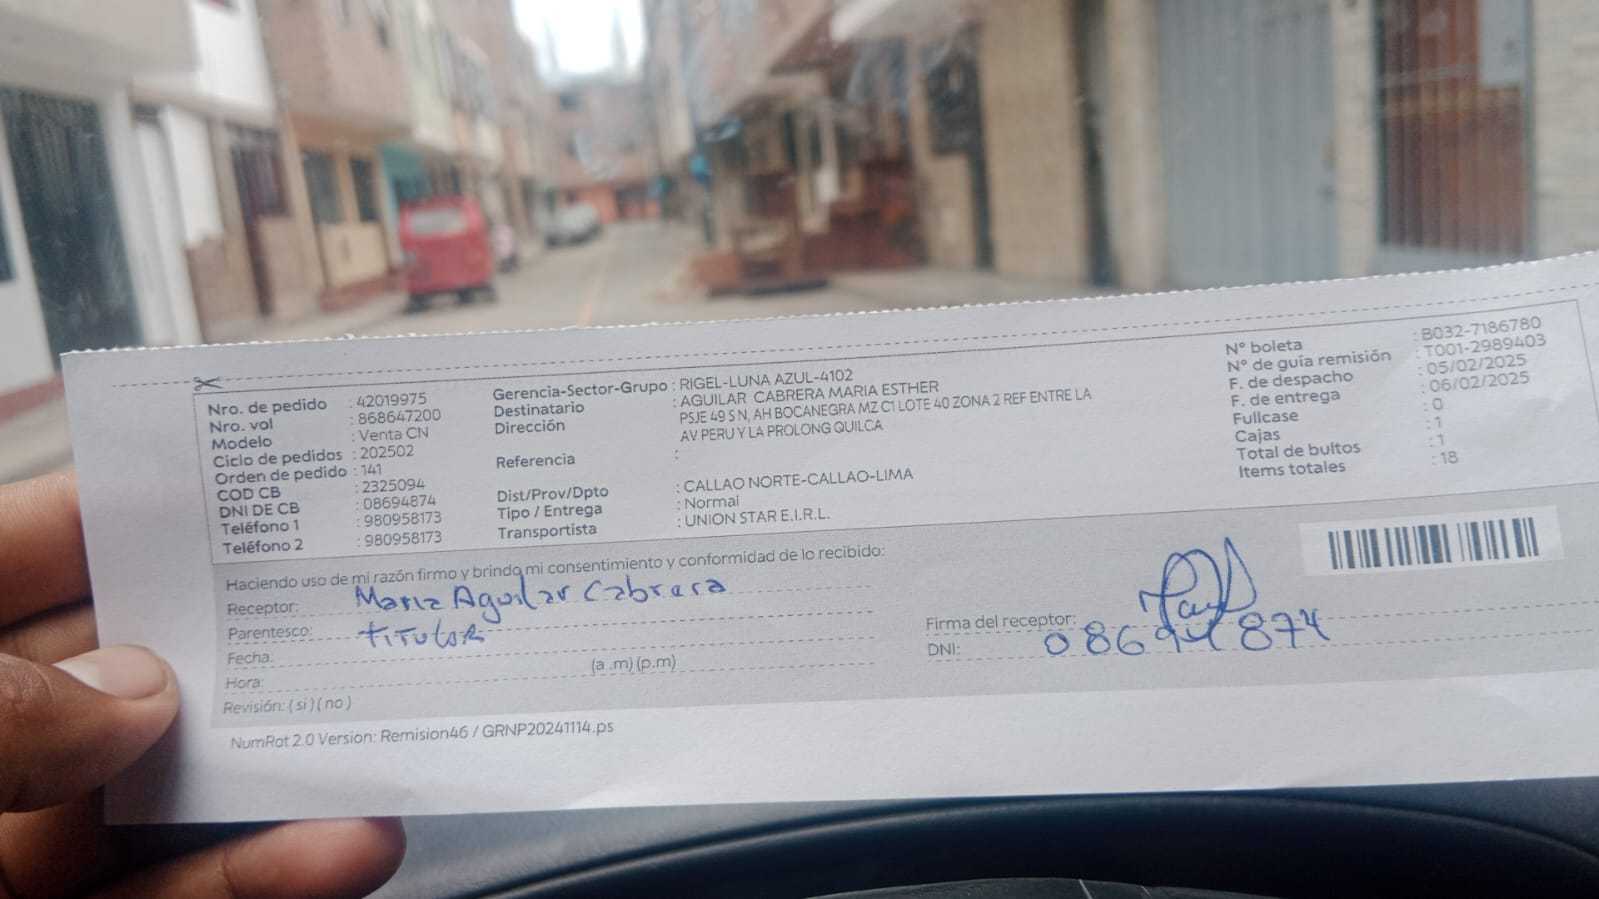 Nro. de pedido : 42019975
Nro. vol : 868647200
Modelo : Venta CN
Ciclo de pedidos : 202502
Orden de pedido : 141
COD CB : 2325094
DNI DE CB : 08694874
Teléfono 1 : 980958173
Teléfono 2 : 980958173
Gerencia-Sector-Grupo : RIGEL-LUNA AZUL-4102
Destinatario : AGUILAR CABRERA MARIA ESTHER
Dirección PSJE 49 S N, AH BOCANEGRA MZ C1 LOTE 40 ZONA 2 REF ENTRE LA
AV PERU Y LA PROLONG QUILCA
Referencia :
Dist/Prov/Dpto : CALLAO NORTE-CALLAO-LIMA
Tipo / Entrega : Normal
Transportista : UNION STAR E.I.R.L.
N° boleta : B032-7186780
N° de guía remisión : T001-2989403
F. de despacho : 05/02/2025
F. de entrega : 06/02/2025
Fullcase : 0
Cajas : 1
Total de bultos : 1
Items totales : 18
Haciendo uso de mi razón firmo y brindo mi consentimiento y conformidad de lo recibido:
Receptor: Maria Aguilar Cabrera
Parentesco: TITULAR
Fecha:
Hora: (a .m) (p.m)
Revisión: ( si ) ( no )
Firma del receptor:
DNI: 08694874
NumRot 2.0 Version: Remision46 / GRNP20241114.ps